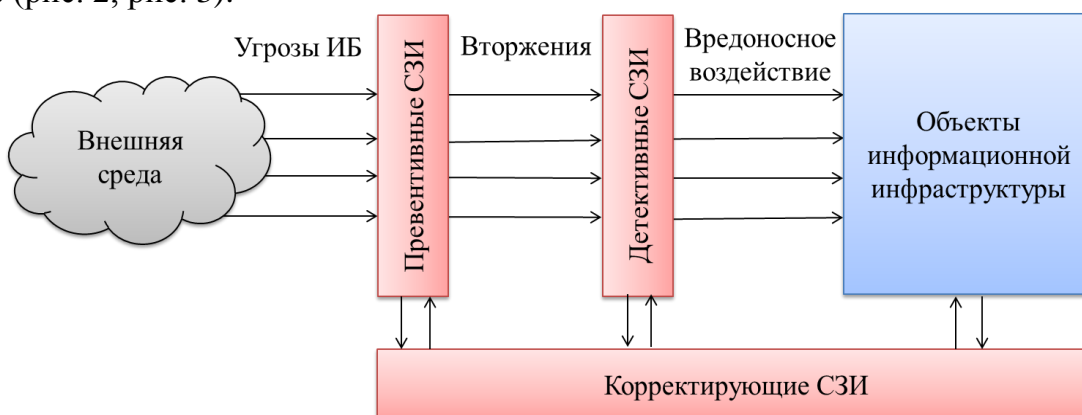 (рис. 2, рис. 3).
Угрозы ИБ
Вторжения
Вредоносное
воздействие
Внешняя
среда
Превентивные СЗИ
Детективные СЗИ
Объекты
информационной
инфраструктуры
Корректирующие СЗИ